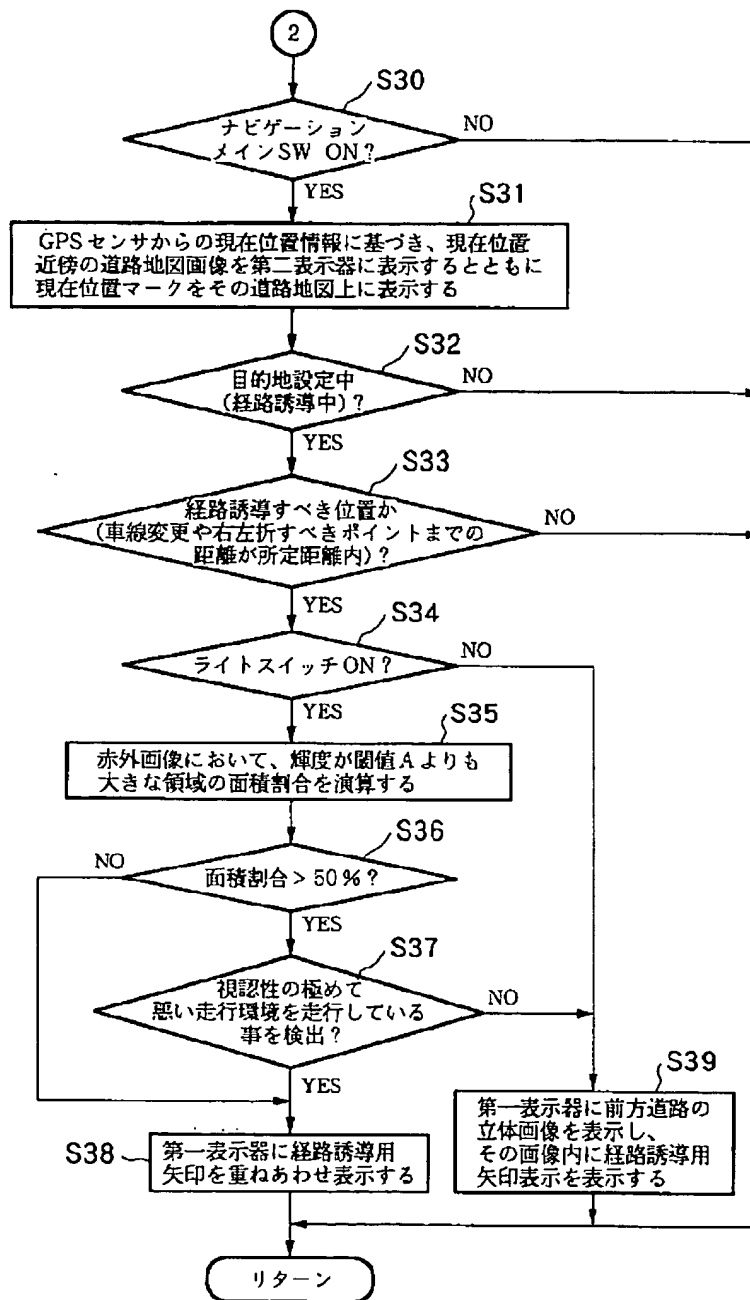 2
S30
ナビゲーション
メインSW ON?
NO
YES
S31
GPSセンサからの現在位置情報に基づき、現在位置
近傍の道路地図画像を第二表示器に表示するとともに
現在位置マークをその道路地図上に表示する
S32
目的地設定中
(経路誘導中)?
NO
YES
S33
経路誘導すべき位置か
(車線変更や右左折すべきポイントまでの
距離が所定距離内)?
NO
YES
S34
ライトスイッチON?
NO
YES
S35
赤外画像において、輝度が閾値Aよりも
大きな領域の面積割合を演算する
S36
NO
面積割合>50%?
YES
S37
視認性の極めて
悪い走行環境を走行している
事を検出?
NO
YES
S38
第一表示器に経路誘導用
矢印を重ねあわせ表示する
S39
第一表示器に前方道路の
立体画像を表示し、
その画像内に経路誘導用
矢印表示を表示する
リターン